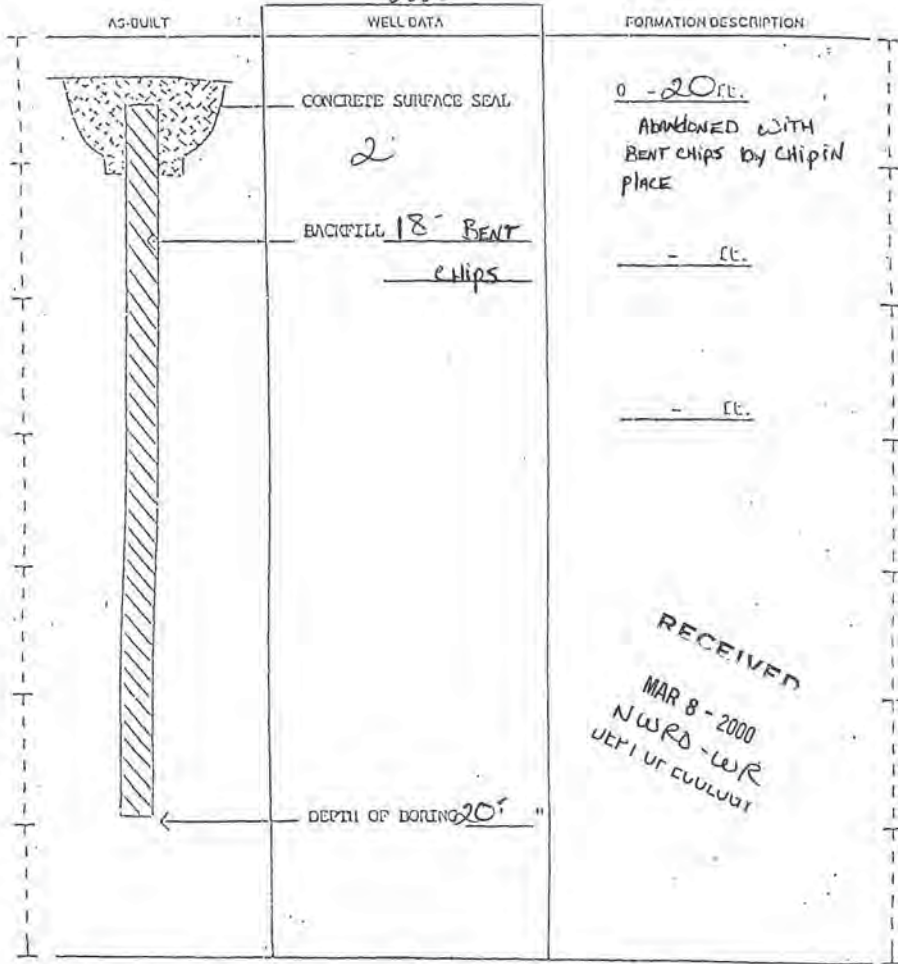 AS-BUILT
WELL DATA
FORMATION DESCRIPTION
CONCRETE SURFACE SEAL
2'
0 - 20 ft.
ABANDONED WITH
BENT CHIPS by CHIP IN
PLACE
BACKFILL 18' BENT
CHIPS
- ft.
- ft.
RECEIVED
MAR 8 - 2000
NWRO - WR
DEPT OF ECOLOGY
DEPTH OF BORING 20' "